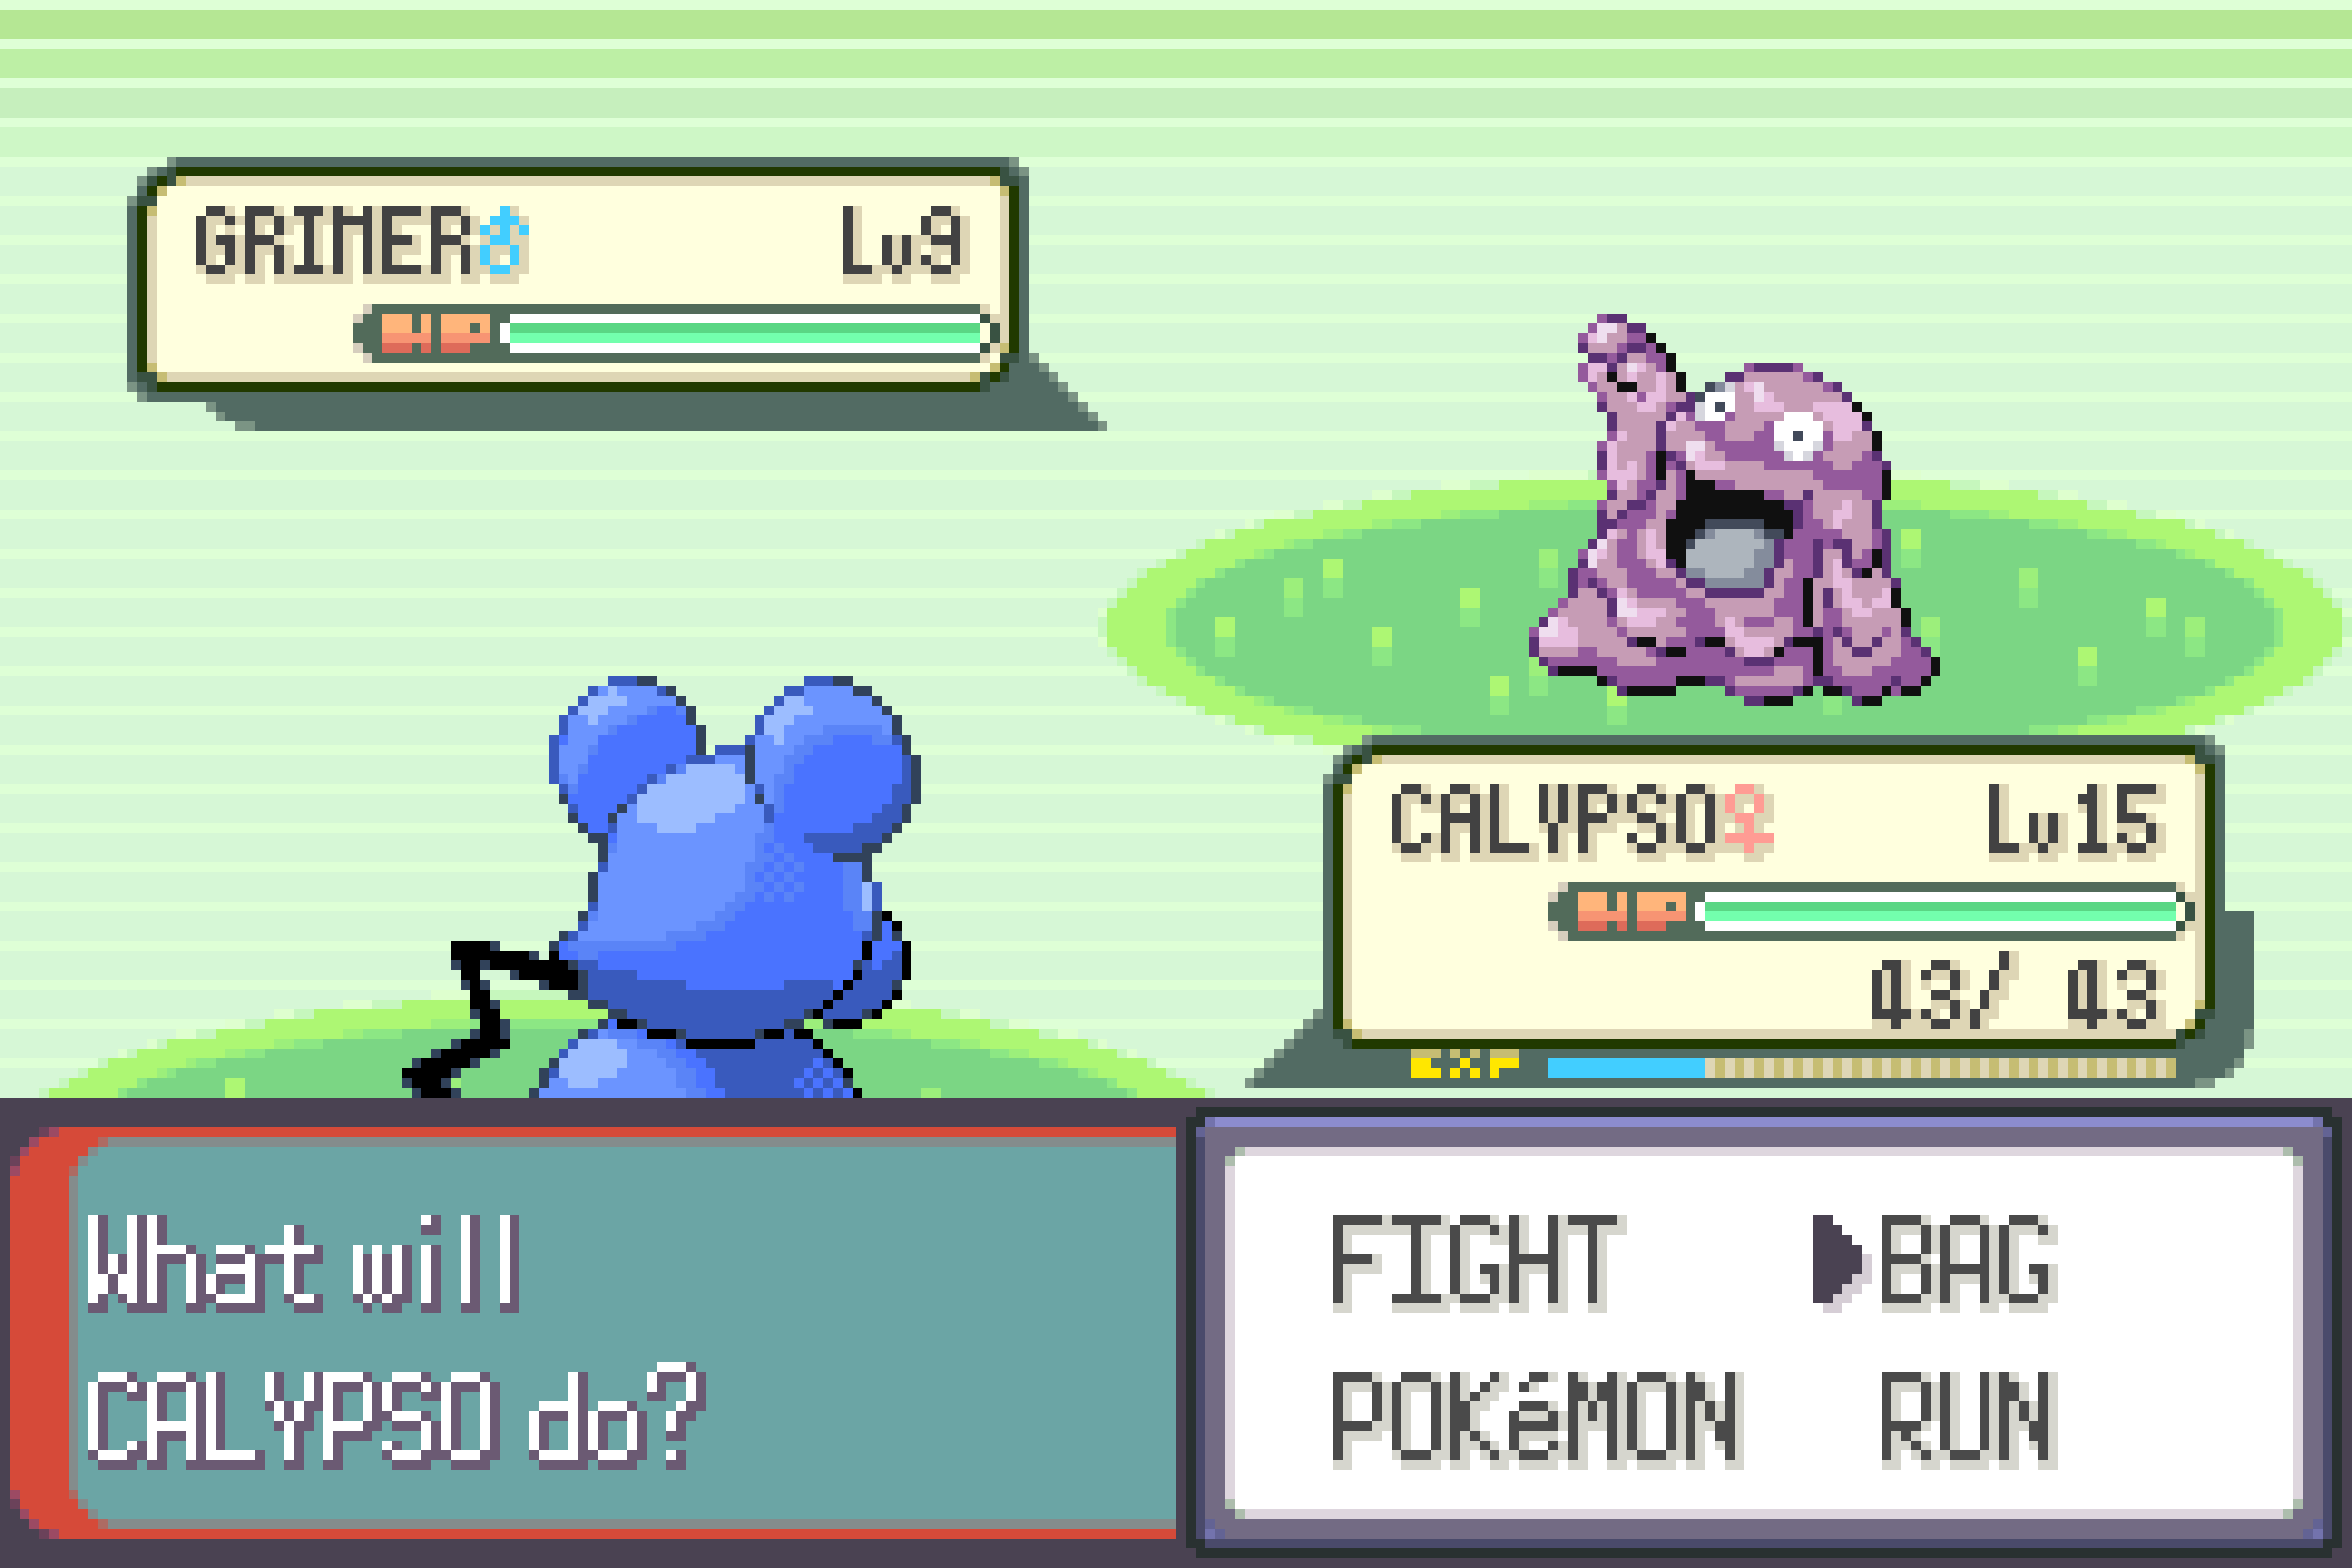 GRIMER♂ Lv9
HP
CALYPSO♀ Lv15
HP
43/ 43
EXP
What will
CALYPSO do?
FIGHT BAG
POKéMON RUN